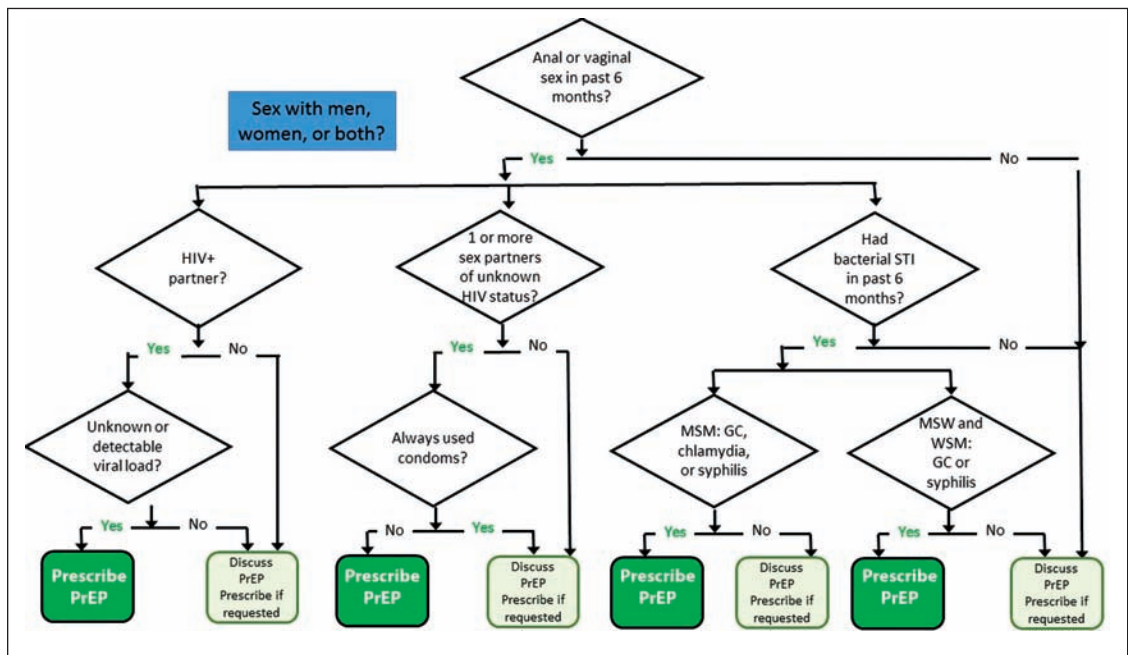 Anal or vaginal
sex in past 6
months?
Sex with men,
women, or both?
Yes
No
HIV+
partner?
1 or more
sex partners
of unknown
HIV status?
Had
bacterial STI
in past 6
months?
Yes
No
Yes
No
Yes
No
Unknown or
detectable
viral load?
Always used
condoms?
MSM: GC,
chlamydia,
or syphilis
MSW and
WSM:
GC or
syphilis
Yes
No
No
Yes
Yes
No
Yes
No
Prescribe
PrEP
Discuss
PrEP
Prescribe if
requested
Prescribe
PrEP
Discuss
PrEP
Prescribe if
requested
Prescribe
PrEP
Discuss
PrEP
Prescribe if
requested
Prescribe
PrEP
Discuss
PrEP
Prescribe if
requested